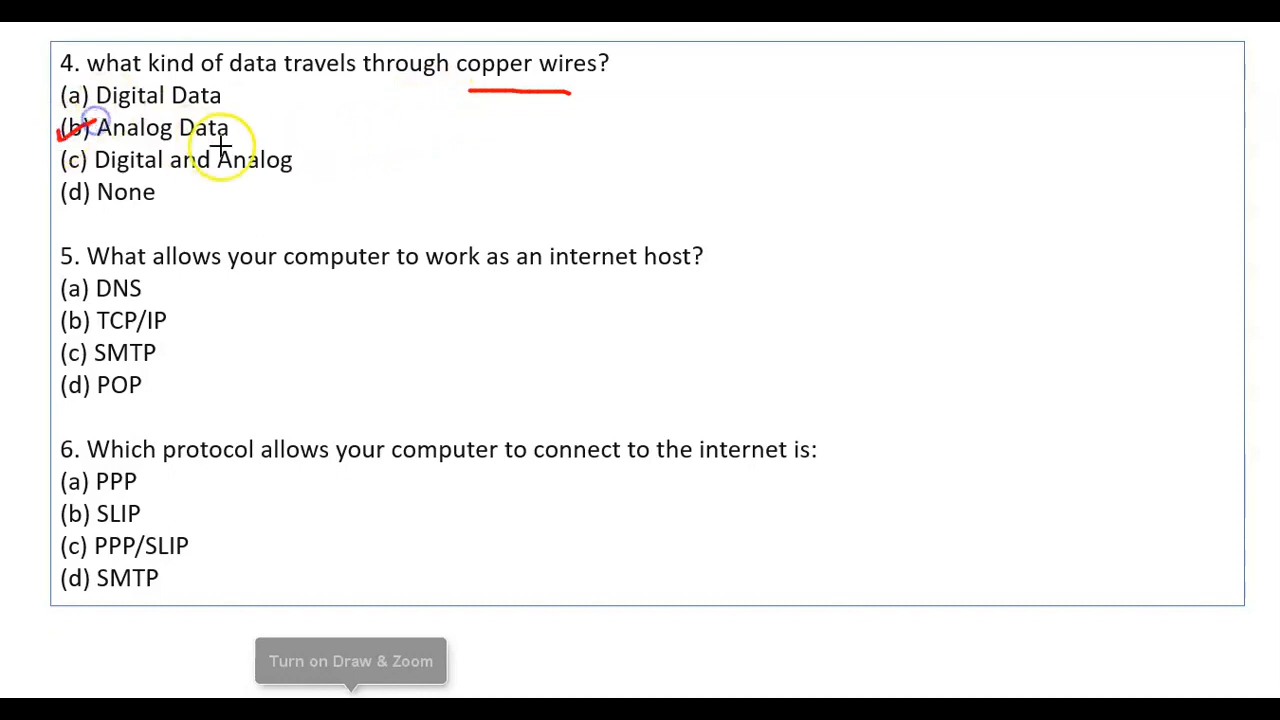 4. what kind of data travels through copper wires?
(a) Digital Data
(b) Analog Data
(c) Digital and Analog
(d) None
5. What allows your computer to work as an internet host?
(a) DNS
(b) TCP/IP
(c) SMTP
(d) POP
6. Which protocol allows your computer to connect to the internet is:
(a) PPP
(b) SLIP
(c) PPP/SLIP
(d) SMTP
Turn on Draw & Zoom